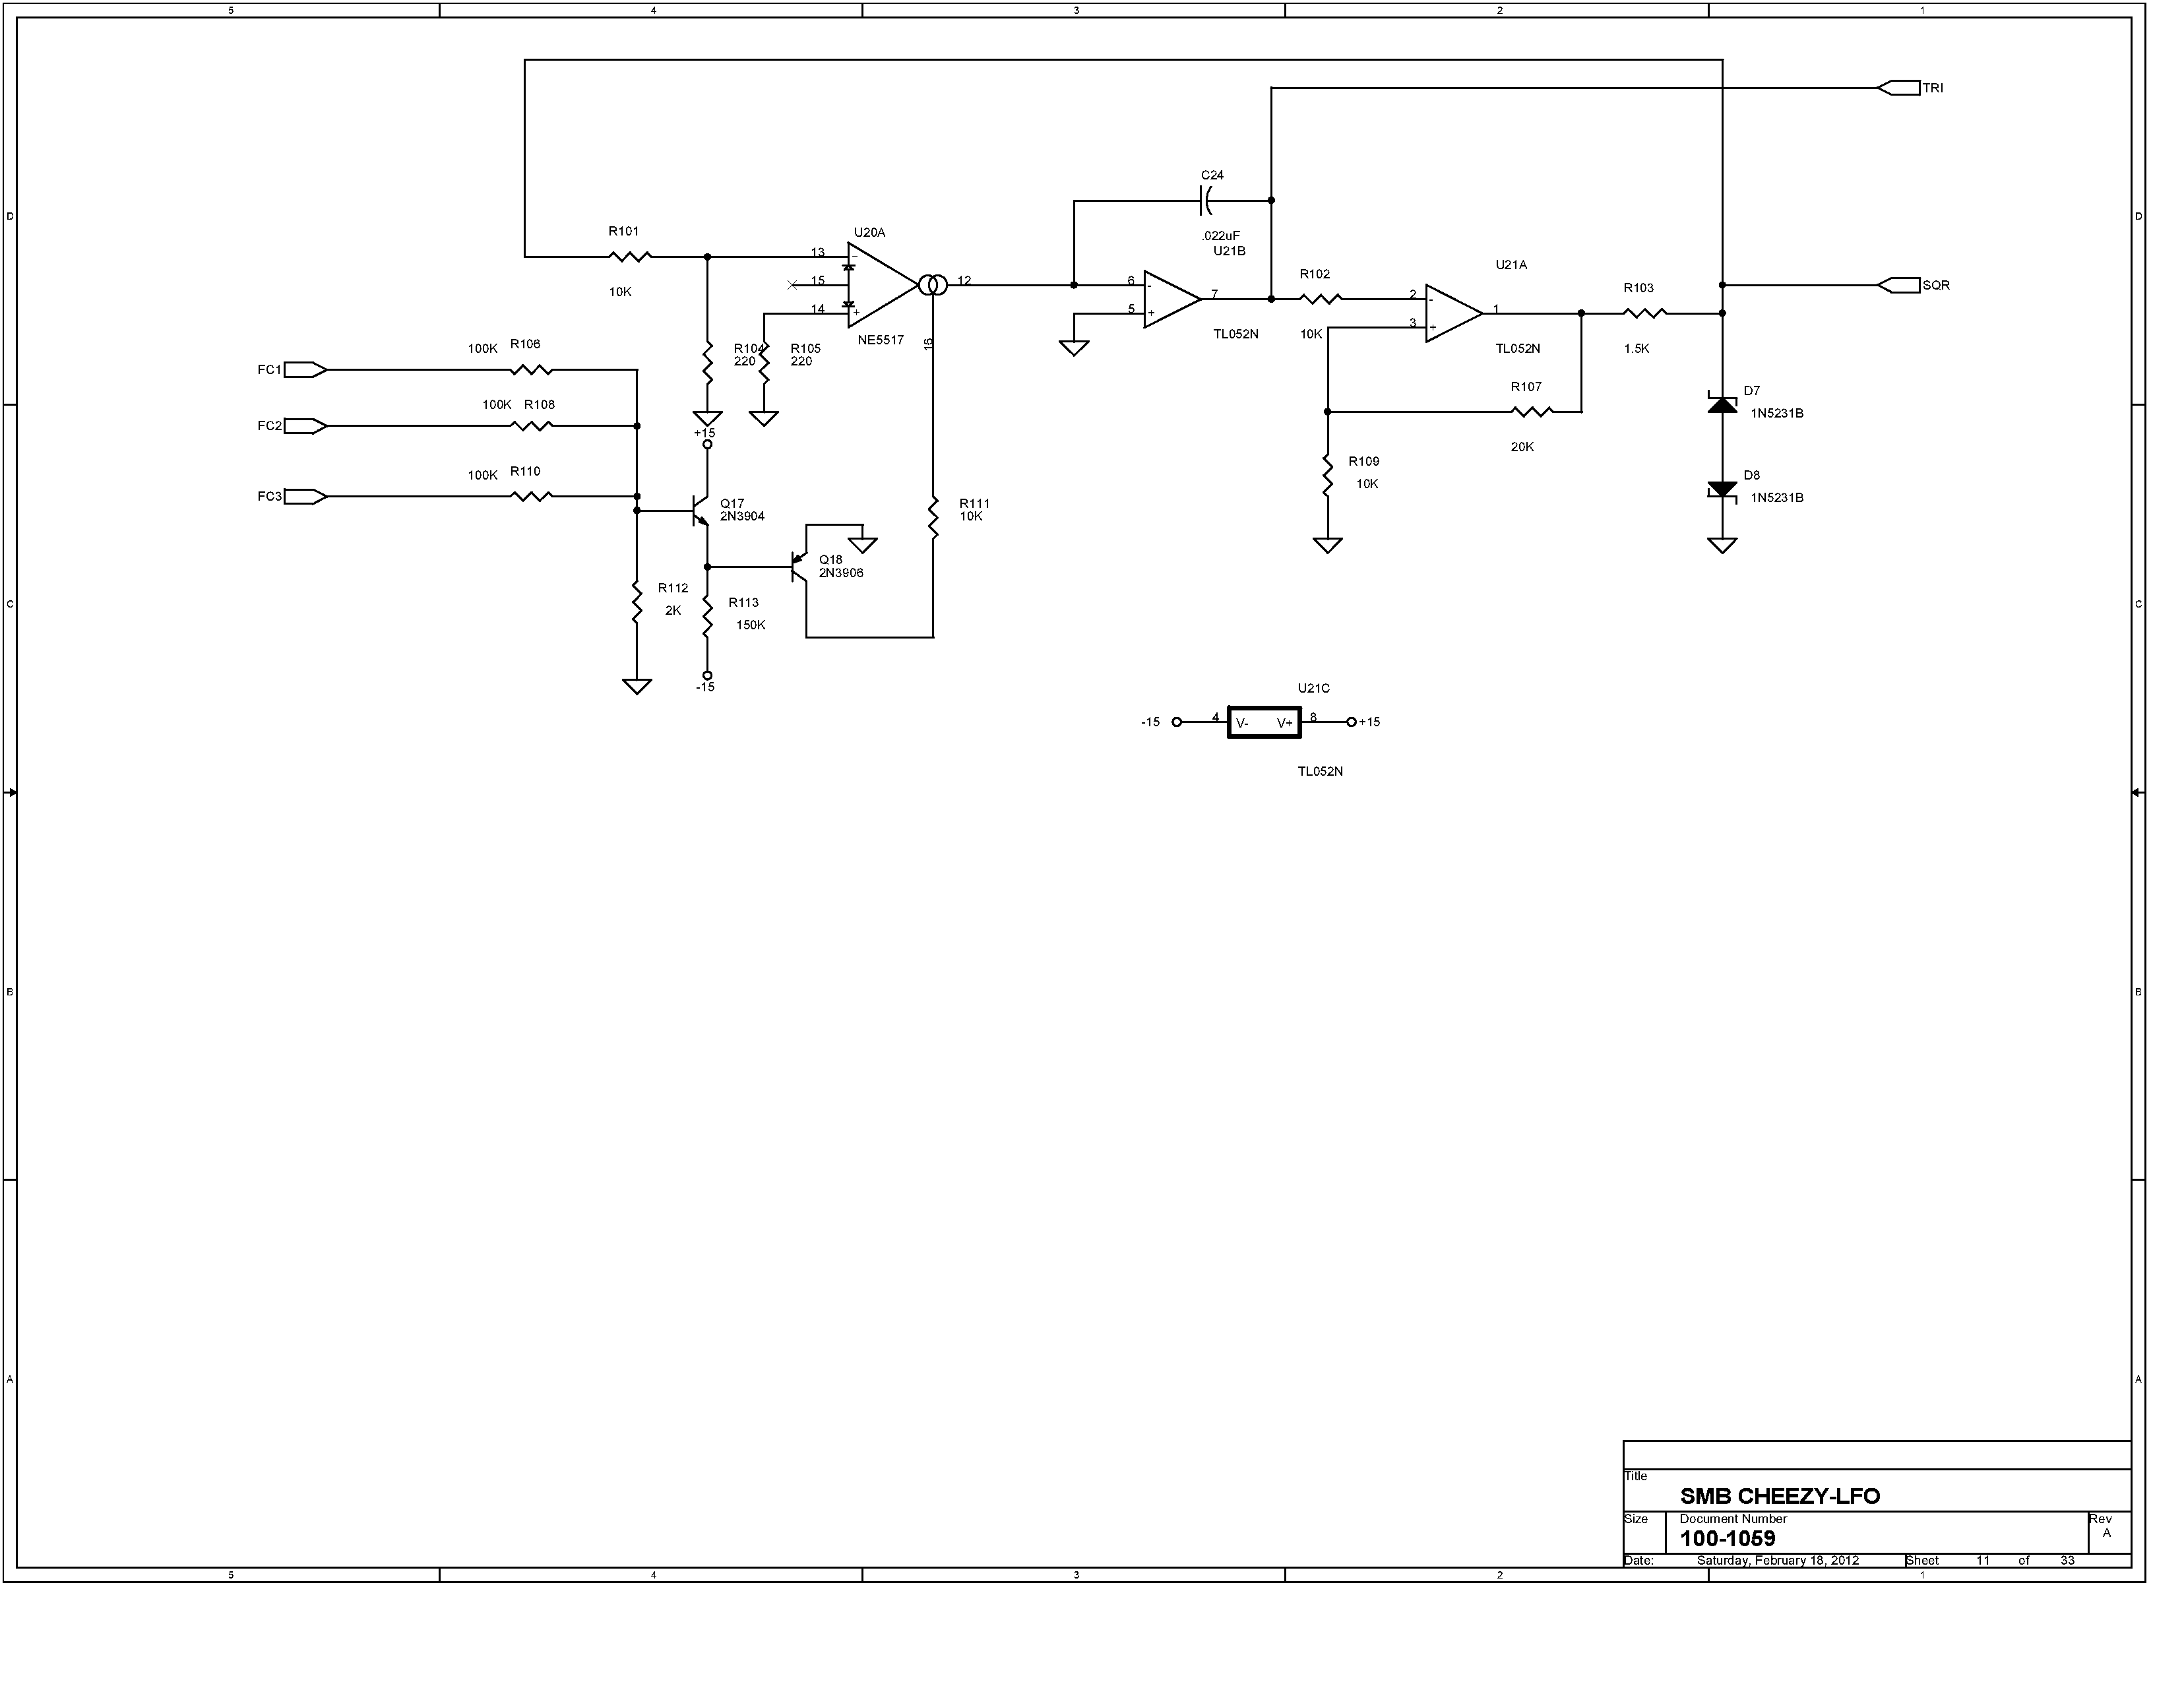 5 4 3 2 1
TRI
C24
D D
R101
U20A
.022uF
U21B
13 -
10K
15
12
6 -
14 +
5 +
7
R102
U21A
SQR
R103
2 -
1
NE5517
TL052N
10K
3 +
TL052N
1.5K
16
R104
220
R105
220
100K R106
FC1
R107
D7
1N5231B
100K R108
FC2
+15
20K
100K R110
FC3
R109
10K
D8
1N5231B
Q17
2N3904
R111
10K
Q18
2N3906
R112
2K
R113
150K
C C
-15
U21C
-15 4 V- V+ 8 +15
TL052N
B B
A A
Title
SMB CHEEZY-LFO
Size Document Number Rev
100-1059 A
Date: Saturday, February 18, 2012 Sheet 11 of 33
5 4 3 2 1